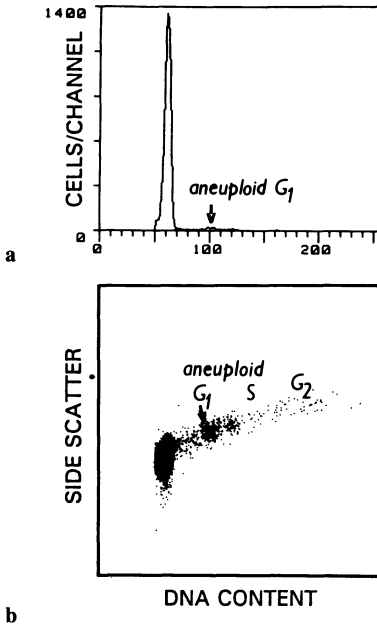 1400
CELLS/CHANNEL
aneuploid G1
0
0 100 200
a
aneuploid
G1 S G2
SIDE SCATTER
DNA CONTENT
b